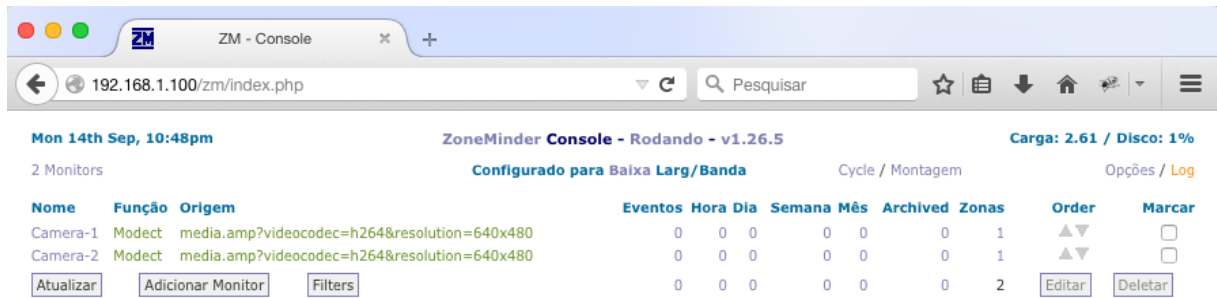 ZM ZM - Console
192.168.1.100/zm/index.php Pesquisar
Mon 14th Sep, 10:48pm ZoneMinder Console - Rodando - v1.26.5 Carga: 2.61 / Disco: 1%
2 Monitors Configurado para Baixa Larg/Banda Cycle / Montagem Opções / Log
Nome Função Origem Eventos Hora Dia Semana Mês Archived Zonas Order Marcar
Camera-1 Modect media.amp?videocodec=h264&resolution=640x480 0 0 0 0 0 0 1
Camera-2 Modect media.amp?videocodec=h264&resolution=640x480 0 0 0 0 0 0 1
Atualizar Adicionar Monitor Filters 0 0 0 0 0 0 2 Editar Deletar